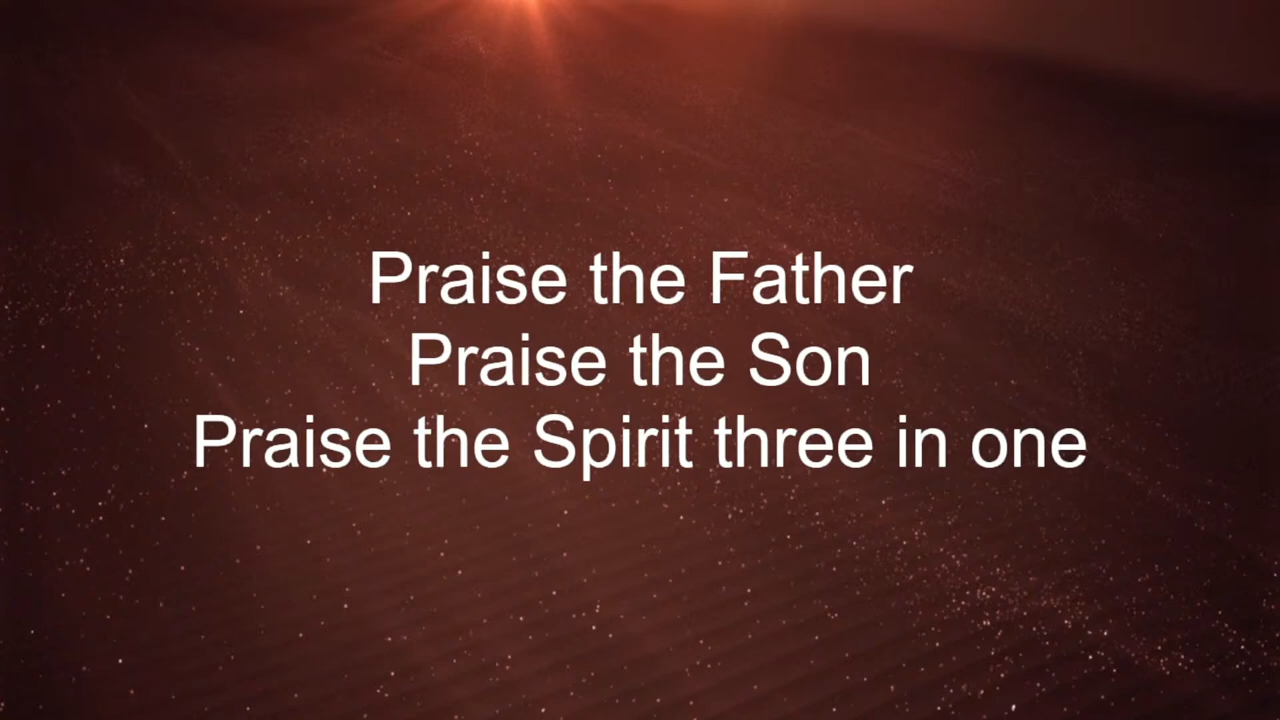 Praise the Father
Praise the Son
Praise the Spirit three in one